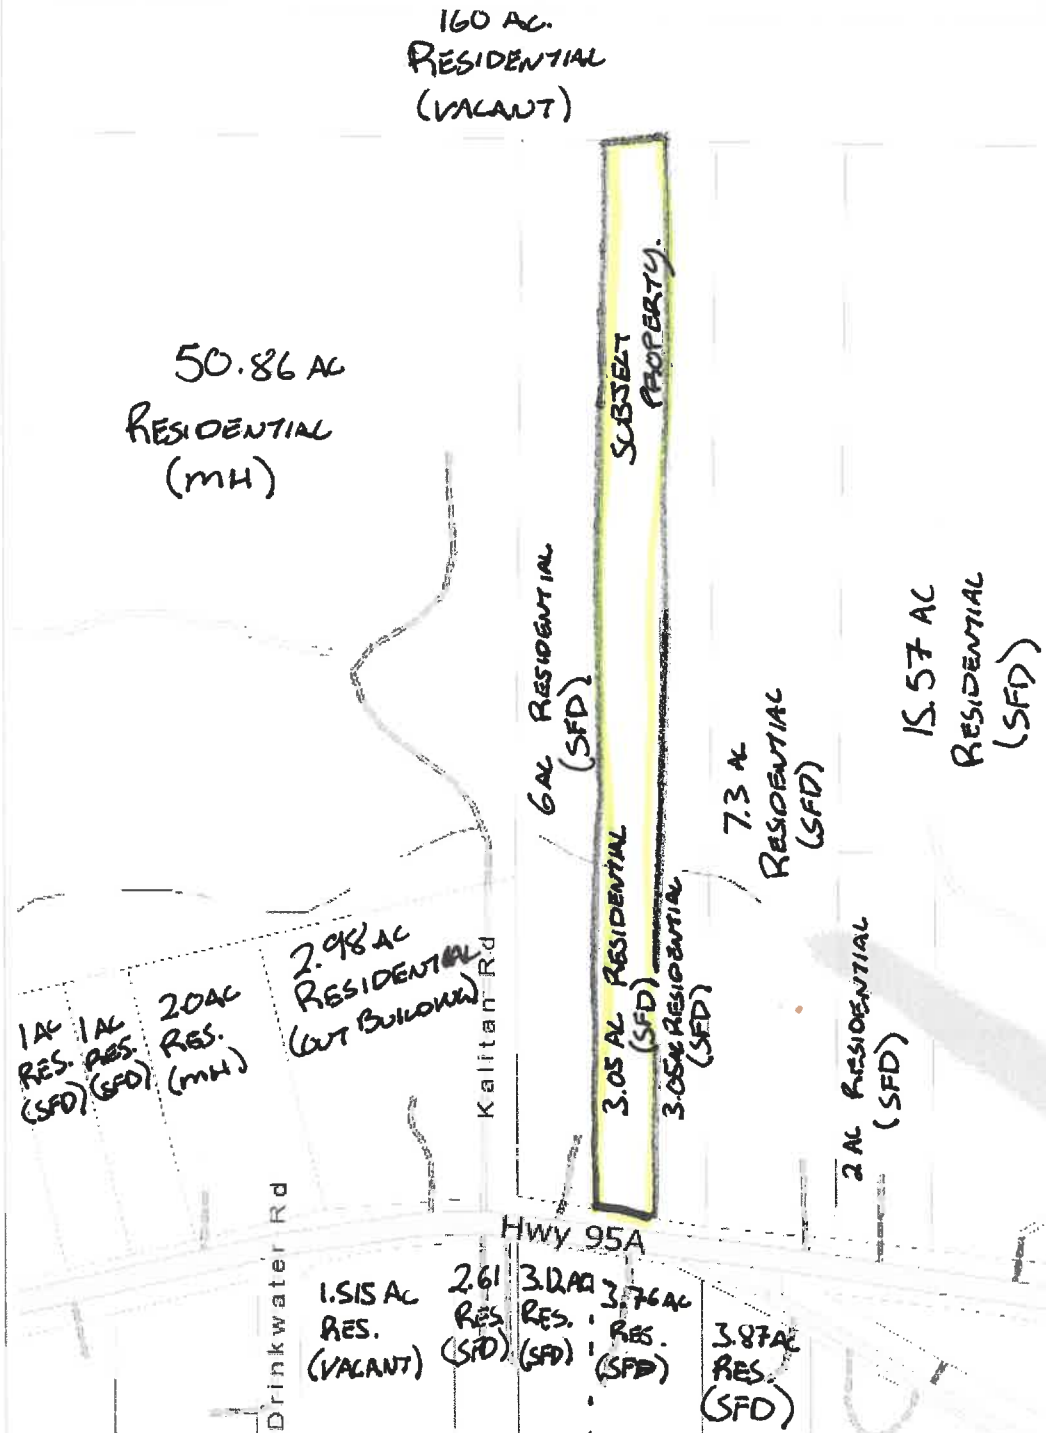 160 AC.
RESIDENTIAL
(VACANT)
SUBJECT
PROPERTY.
50.86 AC
RESIDENTIAL
(MH)
6 AC RESIDENTIAL
(SFD)
15.57 AC
RESIDENTIAL
(SFD)
7.3 AC
RESIDENTIAL
(SFD)
3.05 AC RESIDENTIAL
(SFD)
3.05 AC RESIDENTIAL
(SFD)
2 AC RESIDENTIAL
(SFD)
1 AC
RES.
(SFD)
1 AC
RES.
(SFD)
2.0 AC
RES.
(MH)
2.98 AC
RESIDENTIAL
(OUT BUILDING)
Kalitan Rd
Drinkwater Rd
Hwy 95A
1.515 AC
RES.
(VACANT)
2.61
RES.
(SFD)
3.12 AC
RES.
(SFD)
3.76 AC
RES.
(SFD)
3.87 AC
RES.
(SFD)